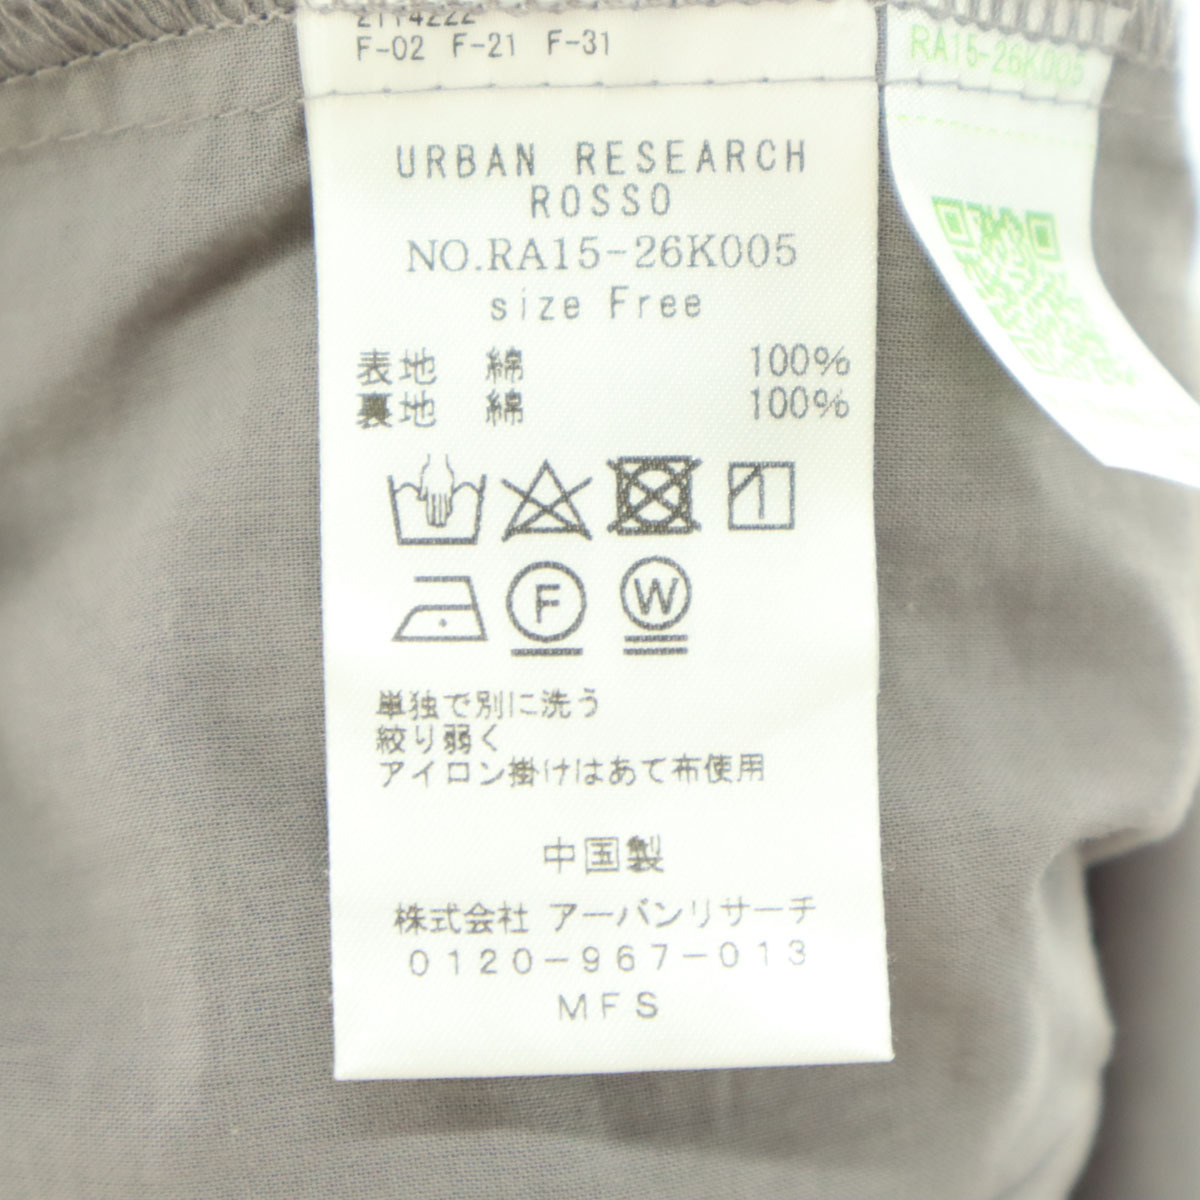 F-02 F-21 F-31
URBAN RESEARCH
ROSSO
NO.RA15-26K005
size Free
表地 綿 100%
裏地 綿 100%
F W
単独で別に洗う
絞り弱く
アイロン掛けはあて布使用
中国製
株式会社 アーバンリサーチ
0120-967-013
MFS
RA15-26K005